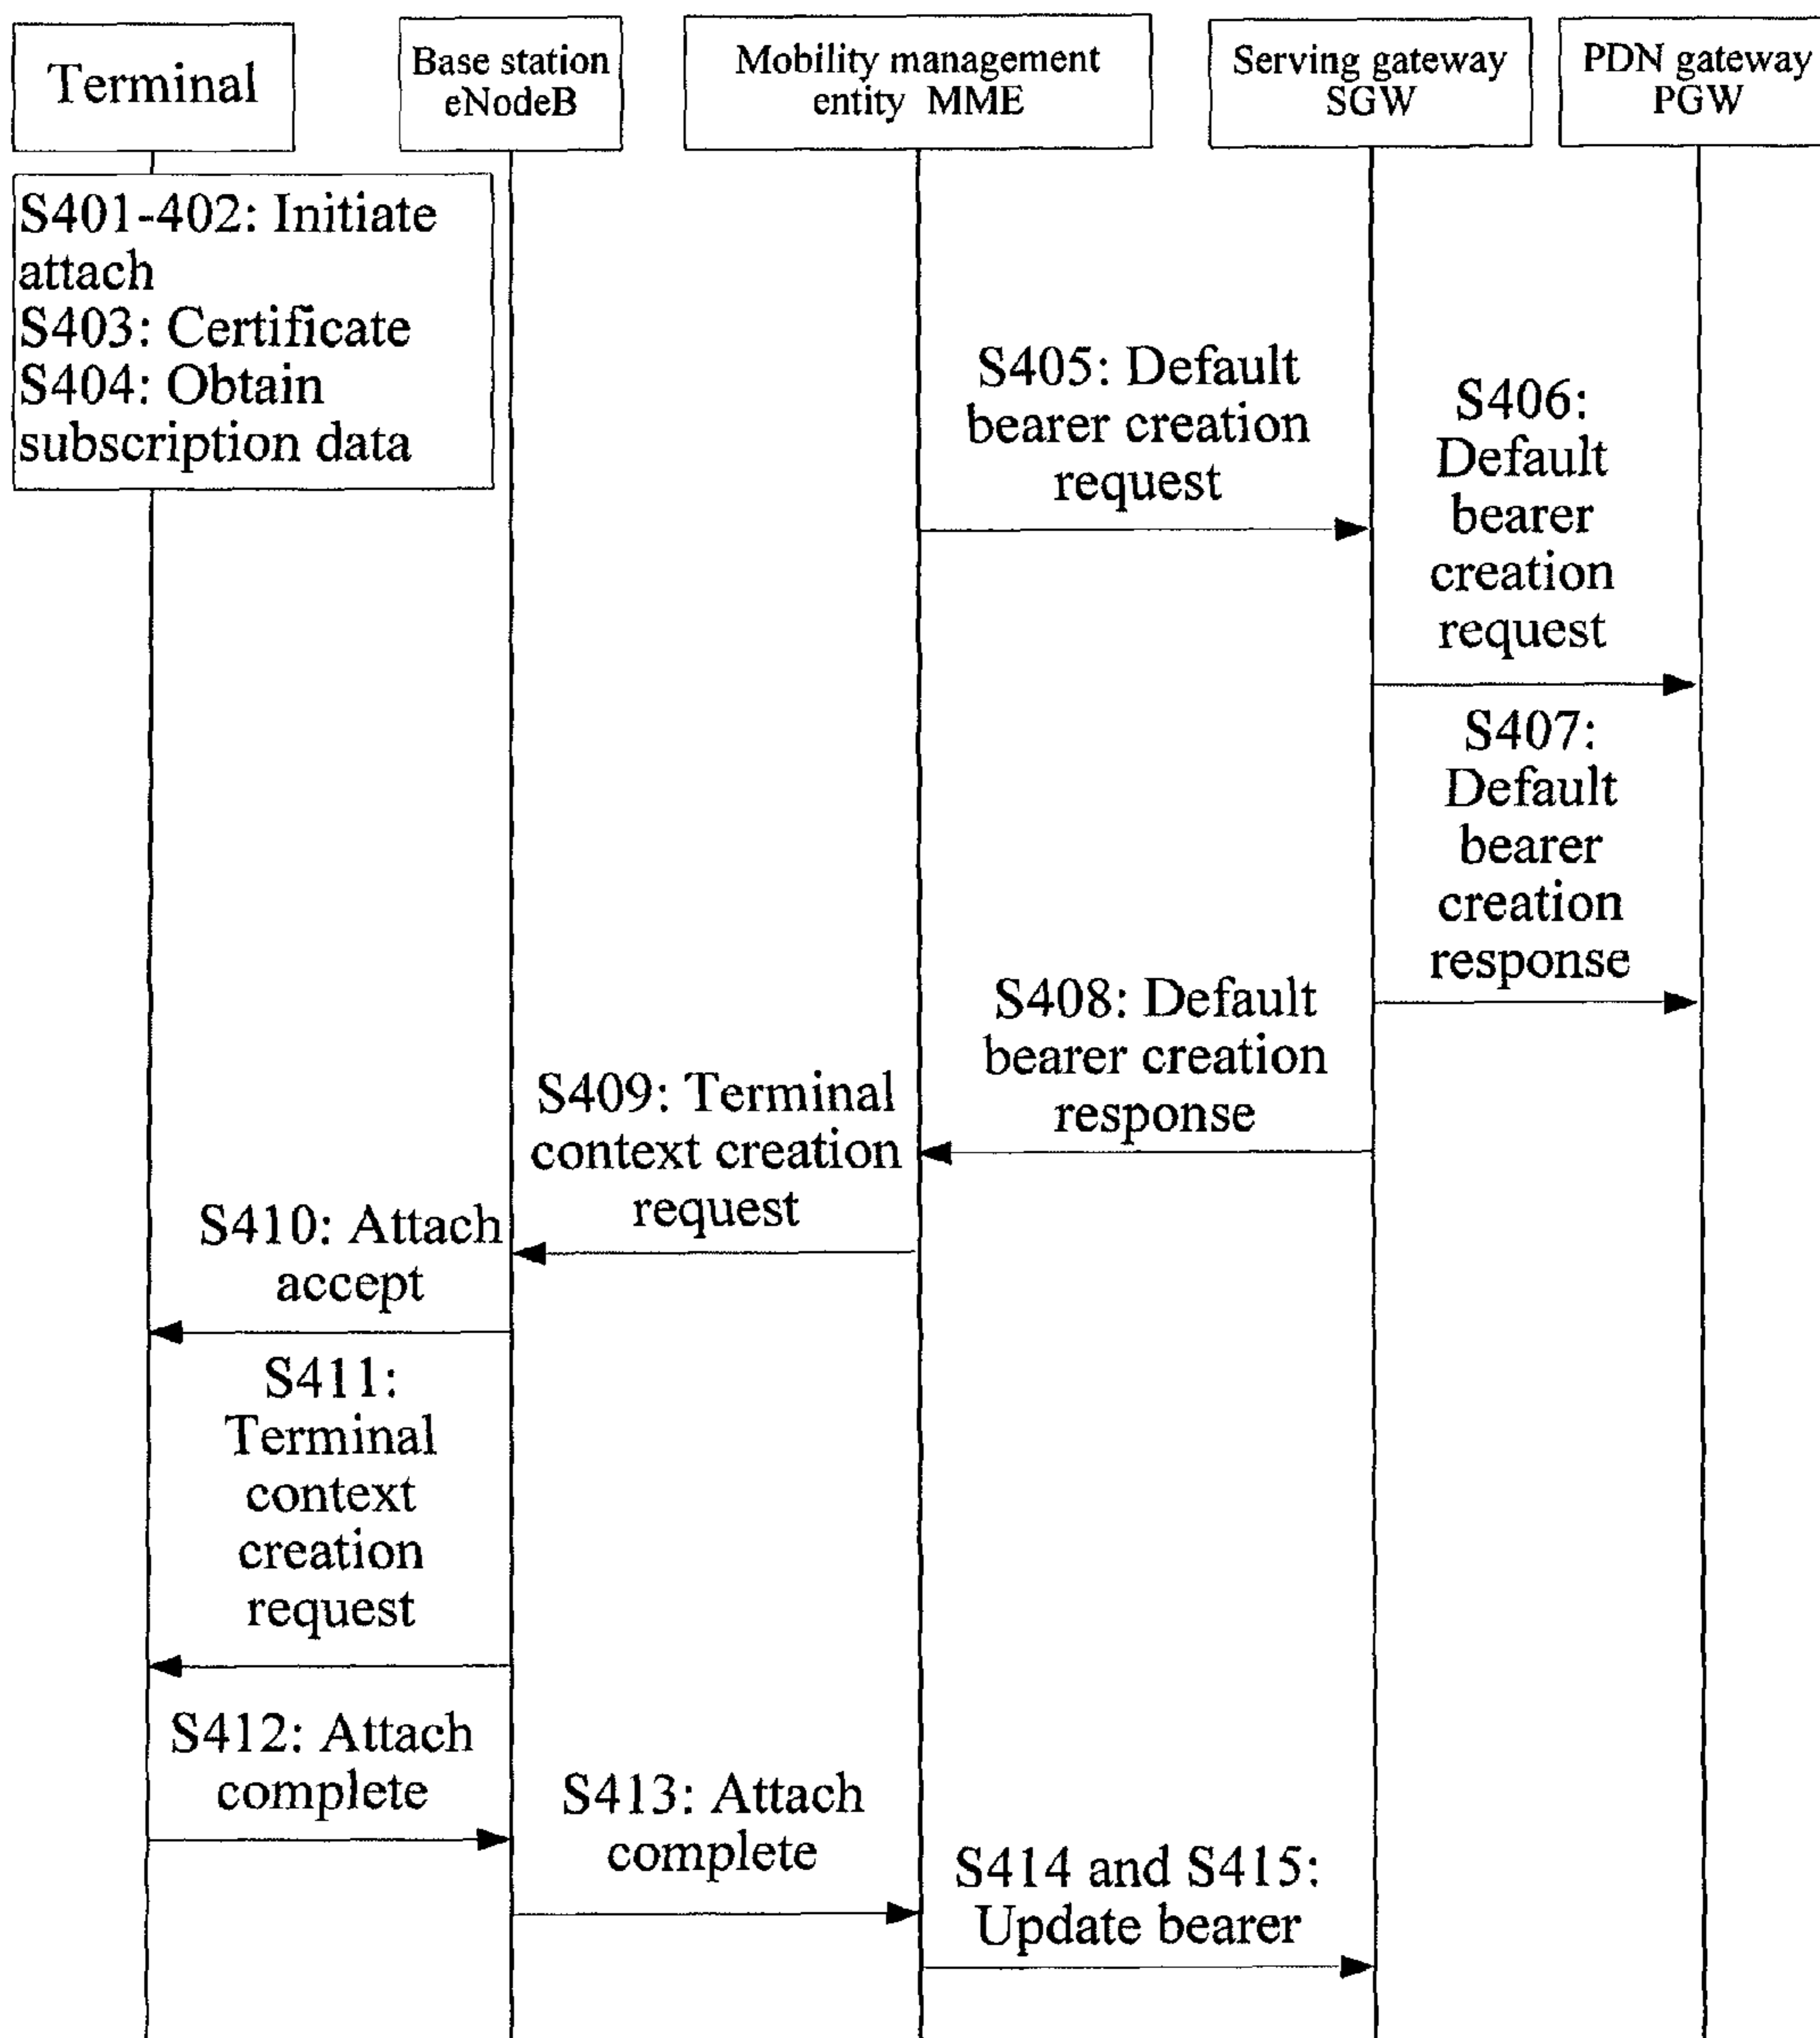 Terminal
Base station
eNodeB
Mobility management
entity MME
Serving gateway
SGW
PDN gateway
PGW
S401-402: Initiate
attach
S403: Certificate
S404: Obtain
subscription data
S405: Default
bearer creation
request
S406:
Default
bearer
creation
request
S407:
Default
bearer
creation
response
S408: Default
bearer creation
response
S409: Terminal
context creation
request
S410: Attach
accept
S411:
Terminal
context
creation
request
S412: Attach
complete
S413: Attach
complete
S414 and S415:
Update bearer